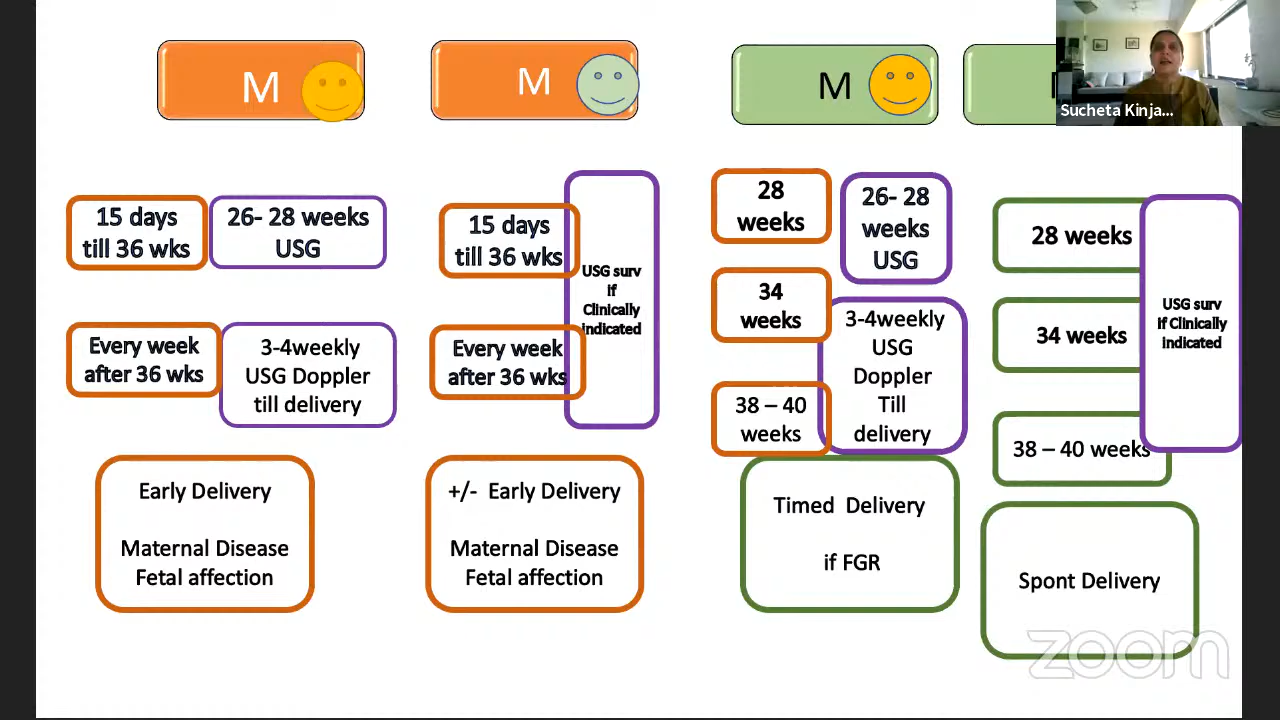 M
15 days
till 36 wks
26- 28 weeks
USG
Every week
after 36 wks
3-4weekly
USG Doppler
till delivery
Early Delivery
Maternal Disease
Fetal affection
M
15 days
till 36 wks
USG surv
if
Clinically
indicated
Every week
after 36 wks
+/- Early Delivery
Maternal Disease
Fetal affection
M
28
weeks
26- 28
weeks
USG
34
weeks
3-4weekly
USG
Doppler
Till
delivery
38 – 40
weeks
Timed Delivery
if FGR
28 weeks
34 weeks
38 – 40 weeks
USG surv
if Clinically
indicated
Spont Delivery
Sucheta Kinja...
zoom